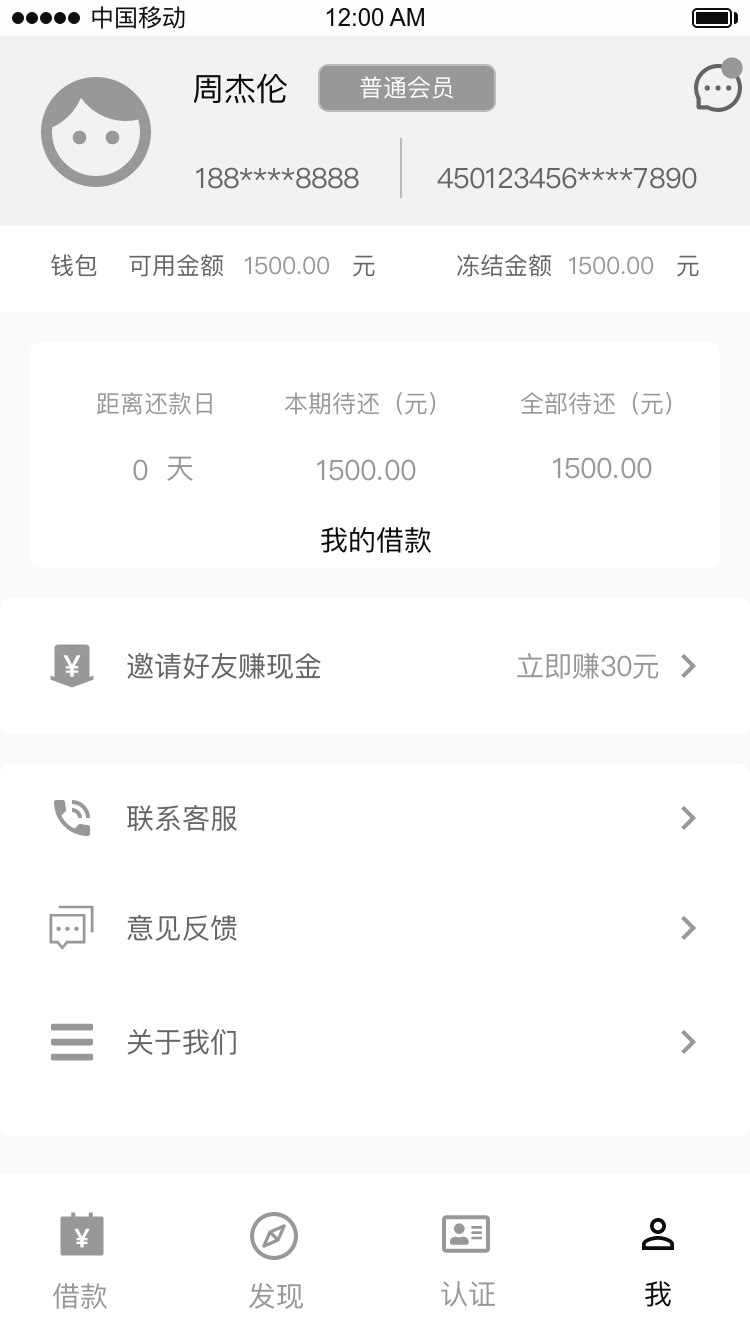 中国移动 12:00 AM
周杰伦 普通会员
188****8888 450123456****7890
钱包 可用金额 1500.00 元 冻结金额 1500.00 元
距离还款日 本期待还（元） 全部待还（元）
0 天 1500.00 1500.00
我的借款
¥ 邀请好友赚现金 立即赚30元
联系客服
意见反馈
关于我们
¥
借款 发现 认证 我